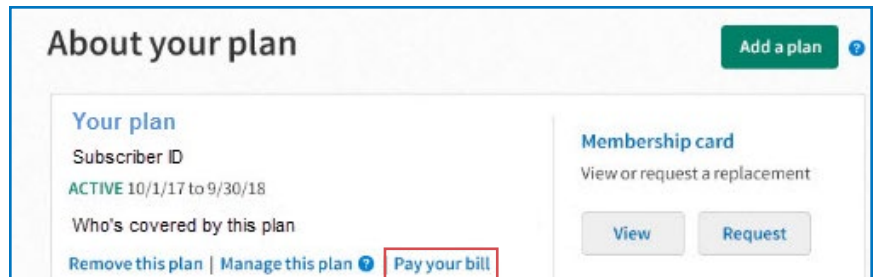 About your plan
Add a plan ?
Your plan
Subscriber ID
ACTIVE 10/1/17 to 9/30/18
Who's covered by this plan
Remove this plan | Manage this plan ? Pay your bill
Membership card
View or request a replacement
View Request